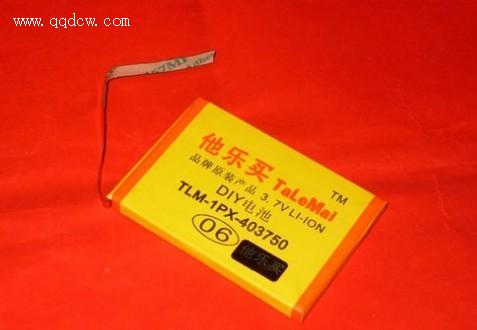 www.qqdcw.com
他乐买 TaLeMai TM
品牌原装产品 3.7V LI-ION
DIY电池
TLM-1PX-403750
06
他乐买